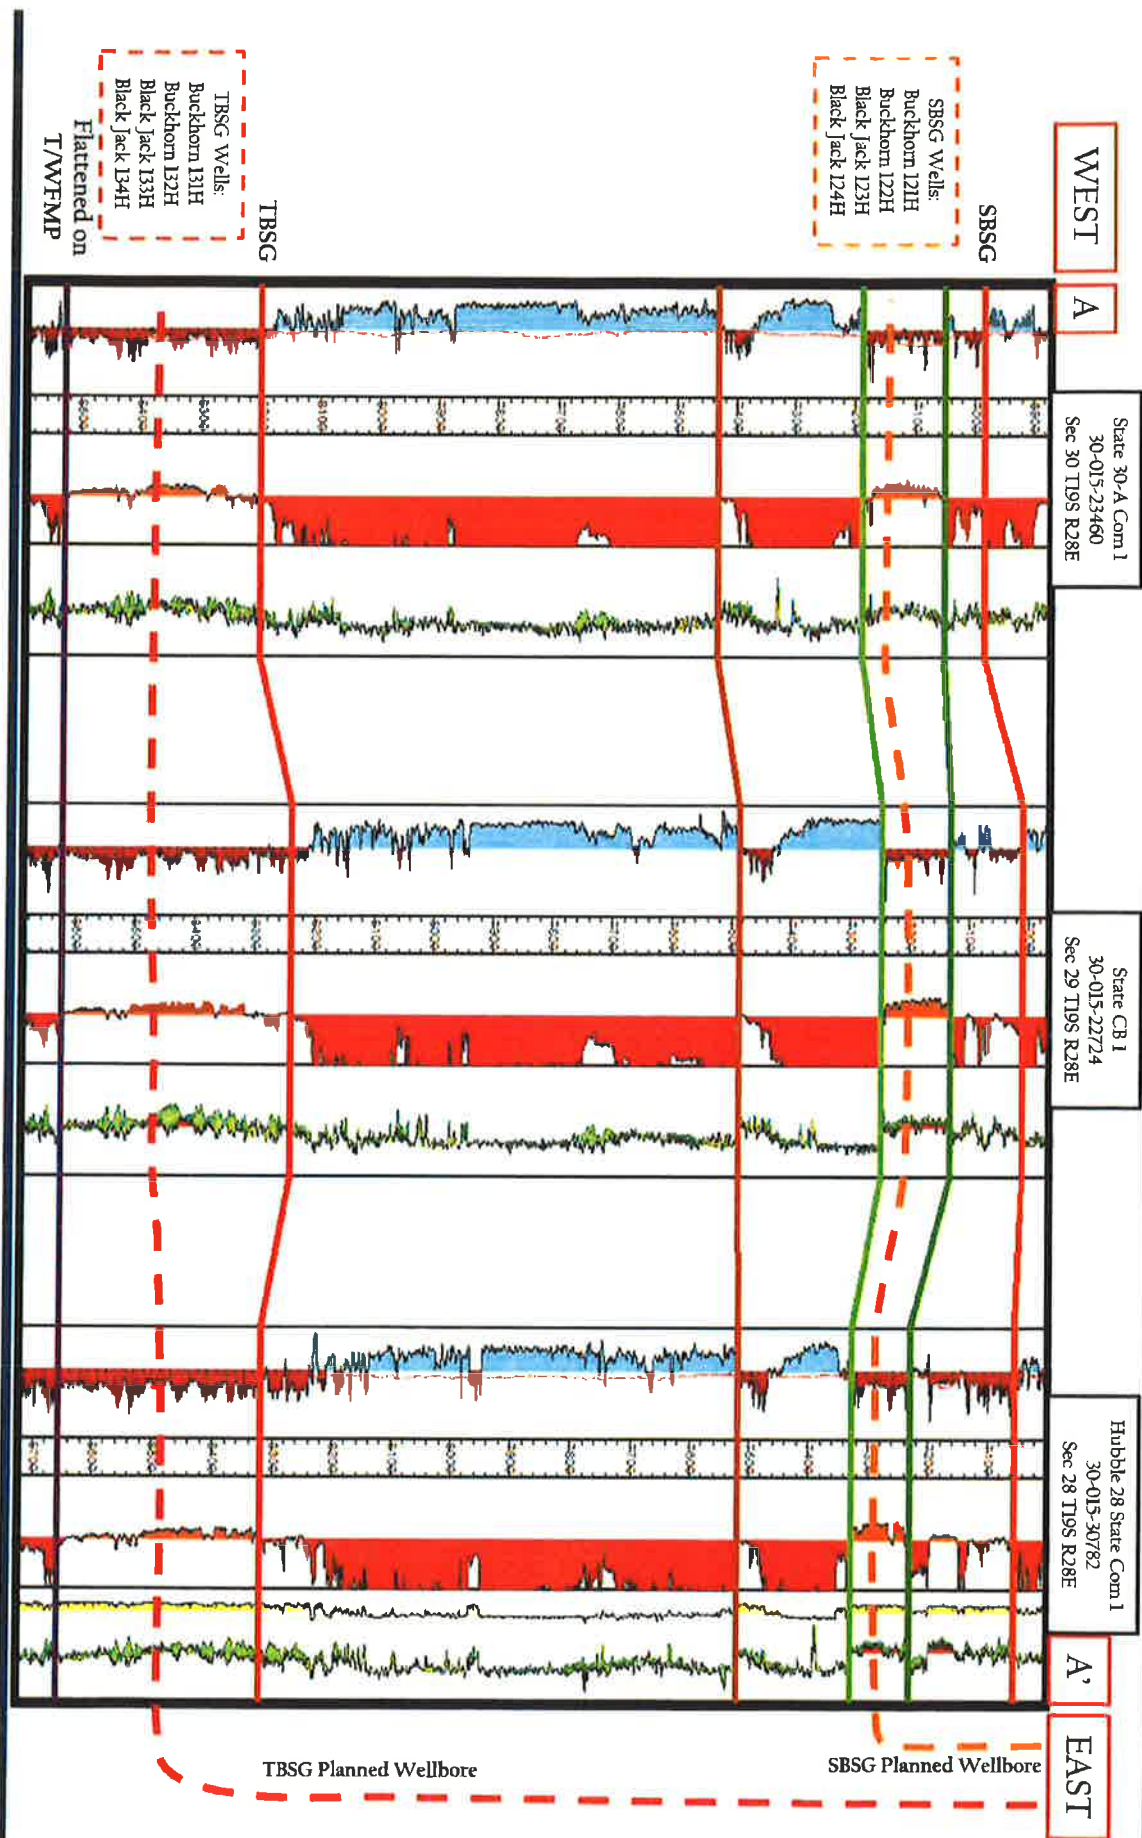 WEST
A
State 30-A Com 1
30-015-23460
Sec 30 T19S R28E
State CB 1
30-015-22724
Sec 29 T19S R28E
Hubble 28 State Com 1
30-015-30782
Sec 28 T19S R28E
A'
EAST
SBSG
SBSG Wells:
Buckhorn 121H
Buckhorn 122H
Black Jack 123H
Black Jack 124H
SBSG Planned Wellbore
TBSG
TBSG Wells:
Buckhorn 131H
Buckhorn 132H
Black Jack 133H
Black Jack 134H
TBSG Planned Wellbore
Flattened on
T/WFMP